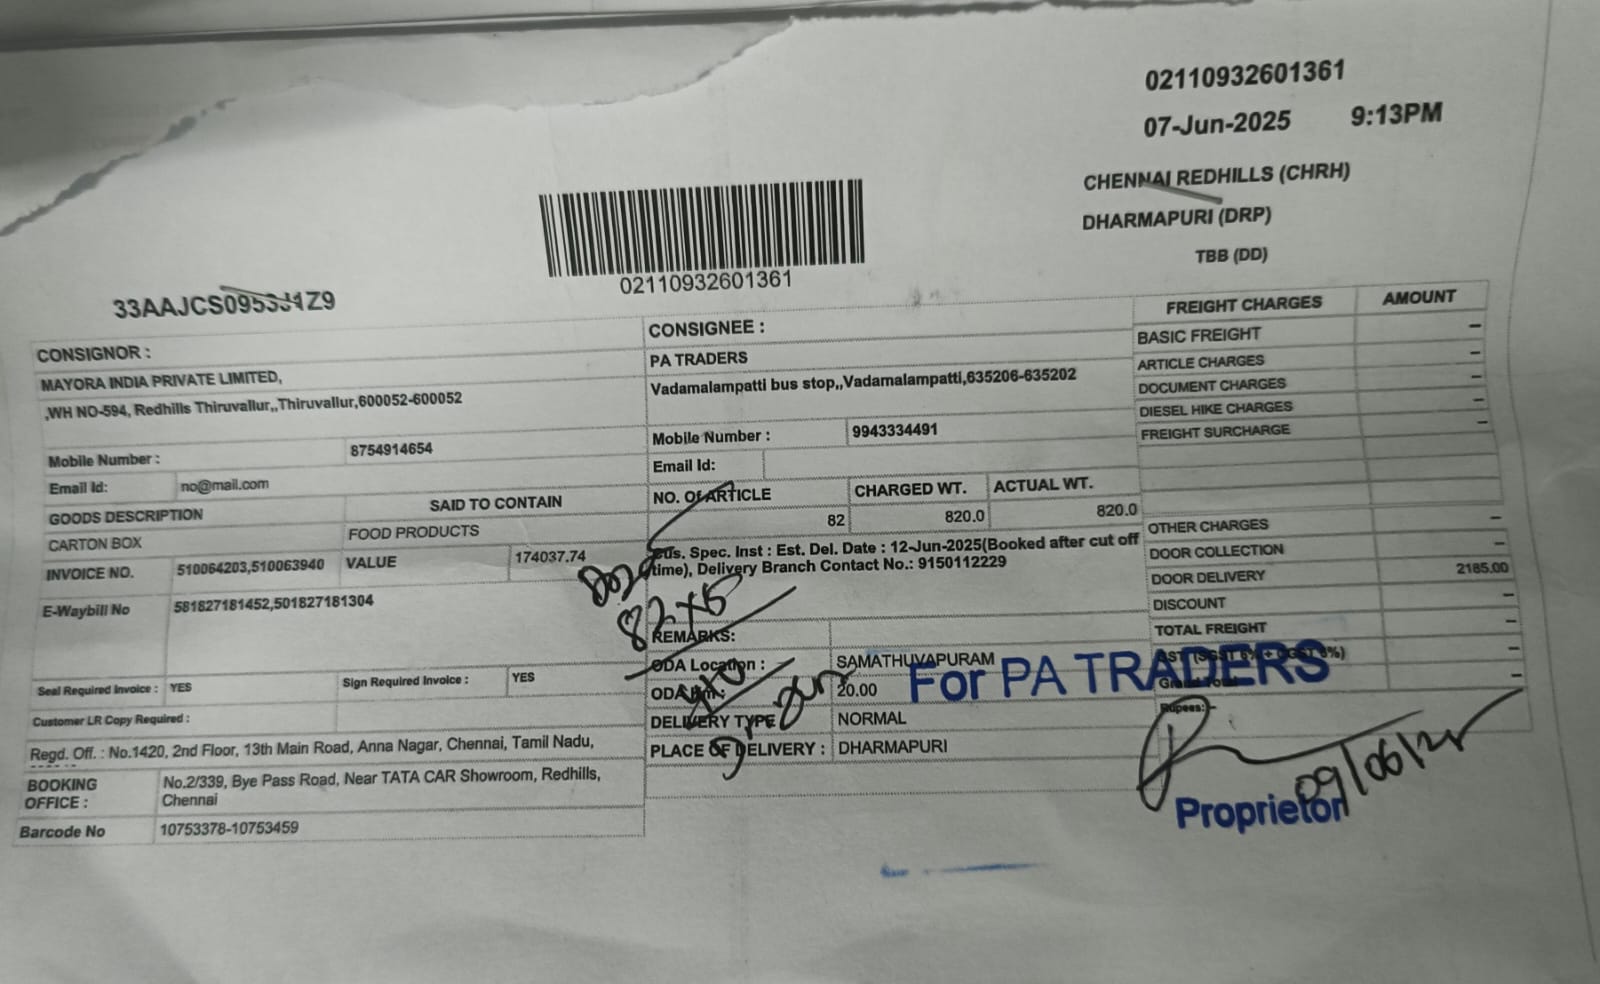 02110932601361
07-Jun-2025 9:13PM
CHENNAI REDHILLS (CHRH)
DHARMAPURI (DRP)
TBB (DD)
02110932601361
33AAJCS0953J1Z9
CONSIGNOR :
MAYORA INDIA PRIVATE LIMITED,
,WH NO-594, Redhills Thiruvallur,,Thiruvallur,600052-600052
Mobile Number : 8754914654
Email Id: no@mail.com
GOODS DESCRIPTION SAID TO CONTAIN
CARTON BOX FOOD PRODUCTS
INVOICE NO. 510064203,510063940 VALUE 174037.74
E-Waybill No 581827181452,501827181304
Seal Required Invoice : YES Sign Required Invoice : YES
Customer LR Copy Required :
Regd. Off. : No.1420, 2nd Floor, 13th Main Road, Anna Nagar, Chennai, Tamil Nadu,
BOOKING OFFICE : No.2/339, Bye Pass Road, Near TATA CAR Showroom, Redhills,
Chennai
Barcode No 10753378-10753459
CONSIGNEE :
PA TRADERS
Vadamalampatti bus stop,,Vadamalampatti,635206-635202
Mobile Number : 9943334491
Email Id:
NO. Of ARTICLE CHARGED WT. ACTUAL WT.
82 820.0 820.0
Cus. Spec. Inst : Est. Del. Date : 12-Jun-2025(Booked after cut off
time), Delivery Branch Contact No.: 9150112229
82×5
REMARKS:
ODA Location : SAMATHUVAPURAM
ODA 20.00
410
DELIVERY TYPE NORMAL
PLACE OF DELIVERY : DHARMAPURI
FREIGHT CHARGES AMOUNT
BASIC FREIGHT –
ARTICLE CHARGES –
DOCUMENT CHARGES –
DIESEL HIKE CHARGES –
FREIGHT SURCHARGE –
OTHER CHARGES –
DOOR COLLECTION –
DOOR DELIVERY 2185.00
DISCOUNT –
TOTAL FREIGHT –
Grand Total –
Rupees:-
For PA TRADERS
09/06/25
Proprietor